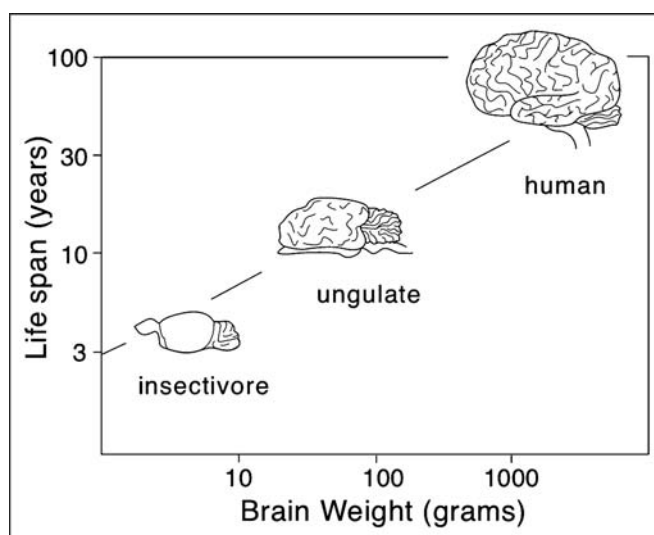 100
30
10
3
Life span (years)
human
ungulate
insectivore
10
100
1000
Brain Weight (grams)